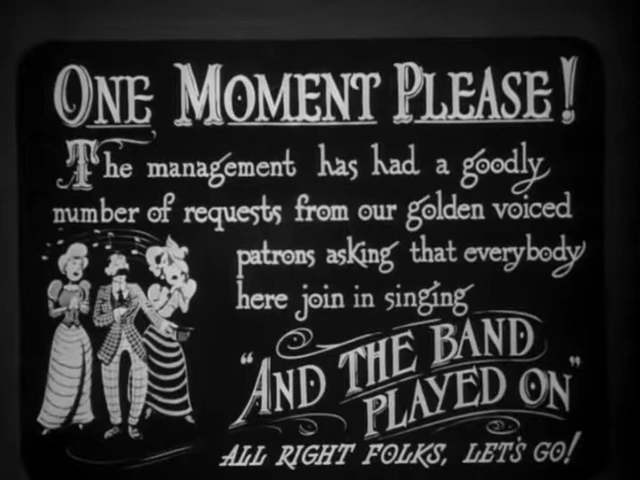 ONE MOMENT PLEASE!
The management has had a goodly
number of requests from our golden voiced
patrons asking that everybody
here join in singing
"AND THE BAND
PLAYED ON"
ALL RIGHT FOLKS, LET'S GO!